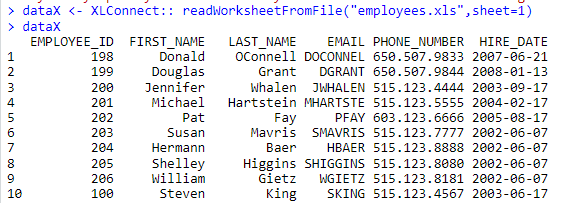 > dataX <- XLConnect:: readWorksheetFromFile("employees.xls",sheet=1)
> dataX
EMPLOYEE_ID FIRST_NAME LAST_NAME EMAIL PHONE_NUMBER HIRE_DATE
1 198 Donald OConnell DOCONNEL 650.507.9833 2007-06-21
2 199 Douglas Grant DGRANT 650.507.9844 2008-01-13
3 200 Jennifer Whalen JWHALEN 515.123.4444 2003-09-17
4 201 Michael Hartstein MHARTSTE 515.123.5555 2004-02-17
5 202 Pat Fay PFAY 603.123.6666 2005-08-17
6 203 Susan Mavris SMAVRIS 515.123.7777 2002-06-07
7 204 Hermann Baer HBAER 515.123.8888 2002-06-07
8 205 Shelley Higgins SHIGGINS 515.123.8080 2002-06-07
9 206 William Gietz WGIETZ 515.123.8181 2002-06-07
10 100 Steven King SKING 515.123.4567 2003-06-17